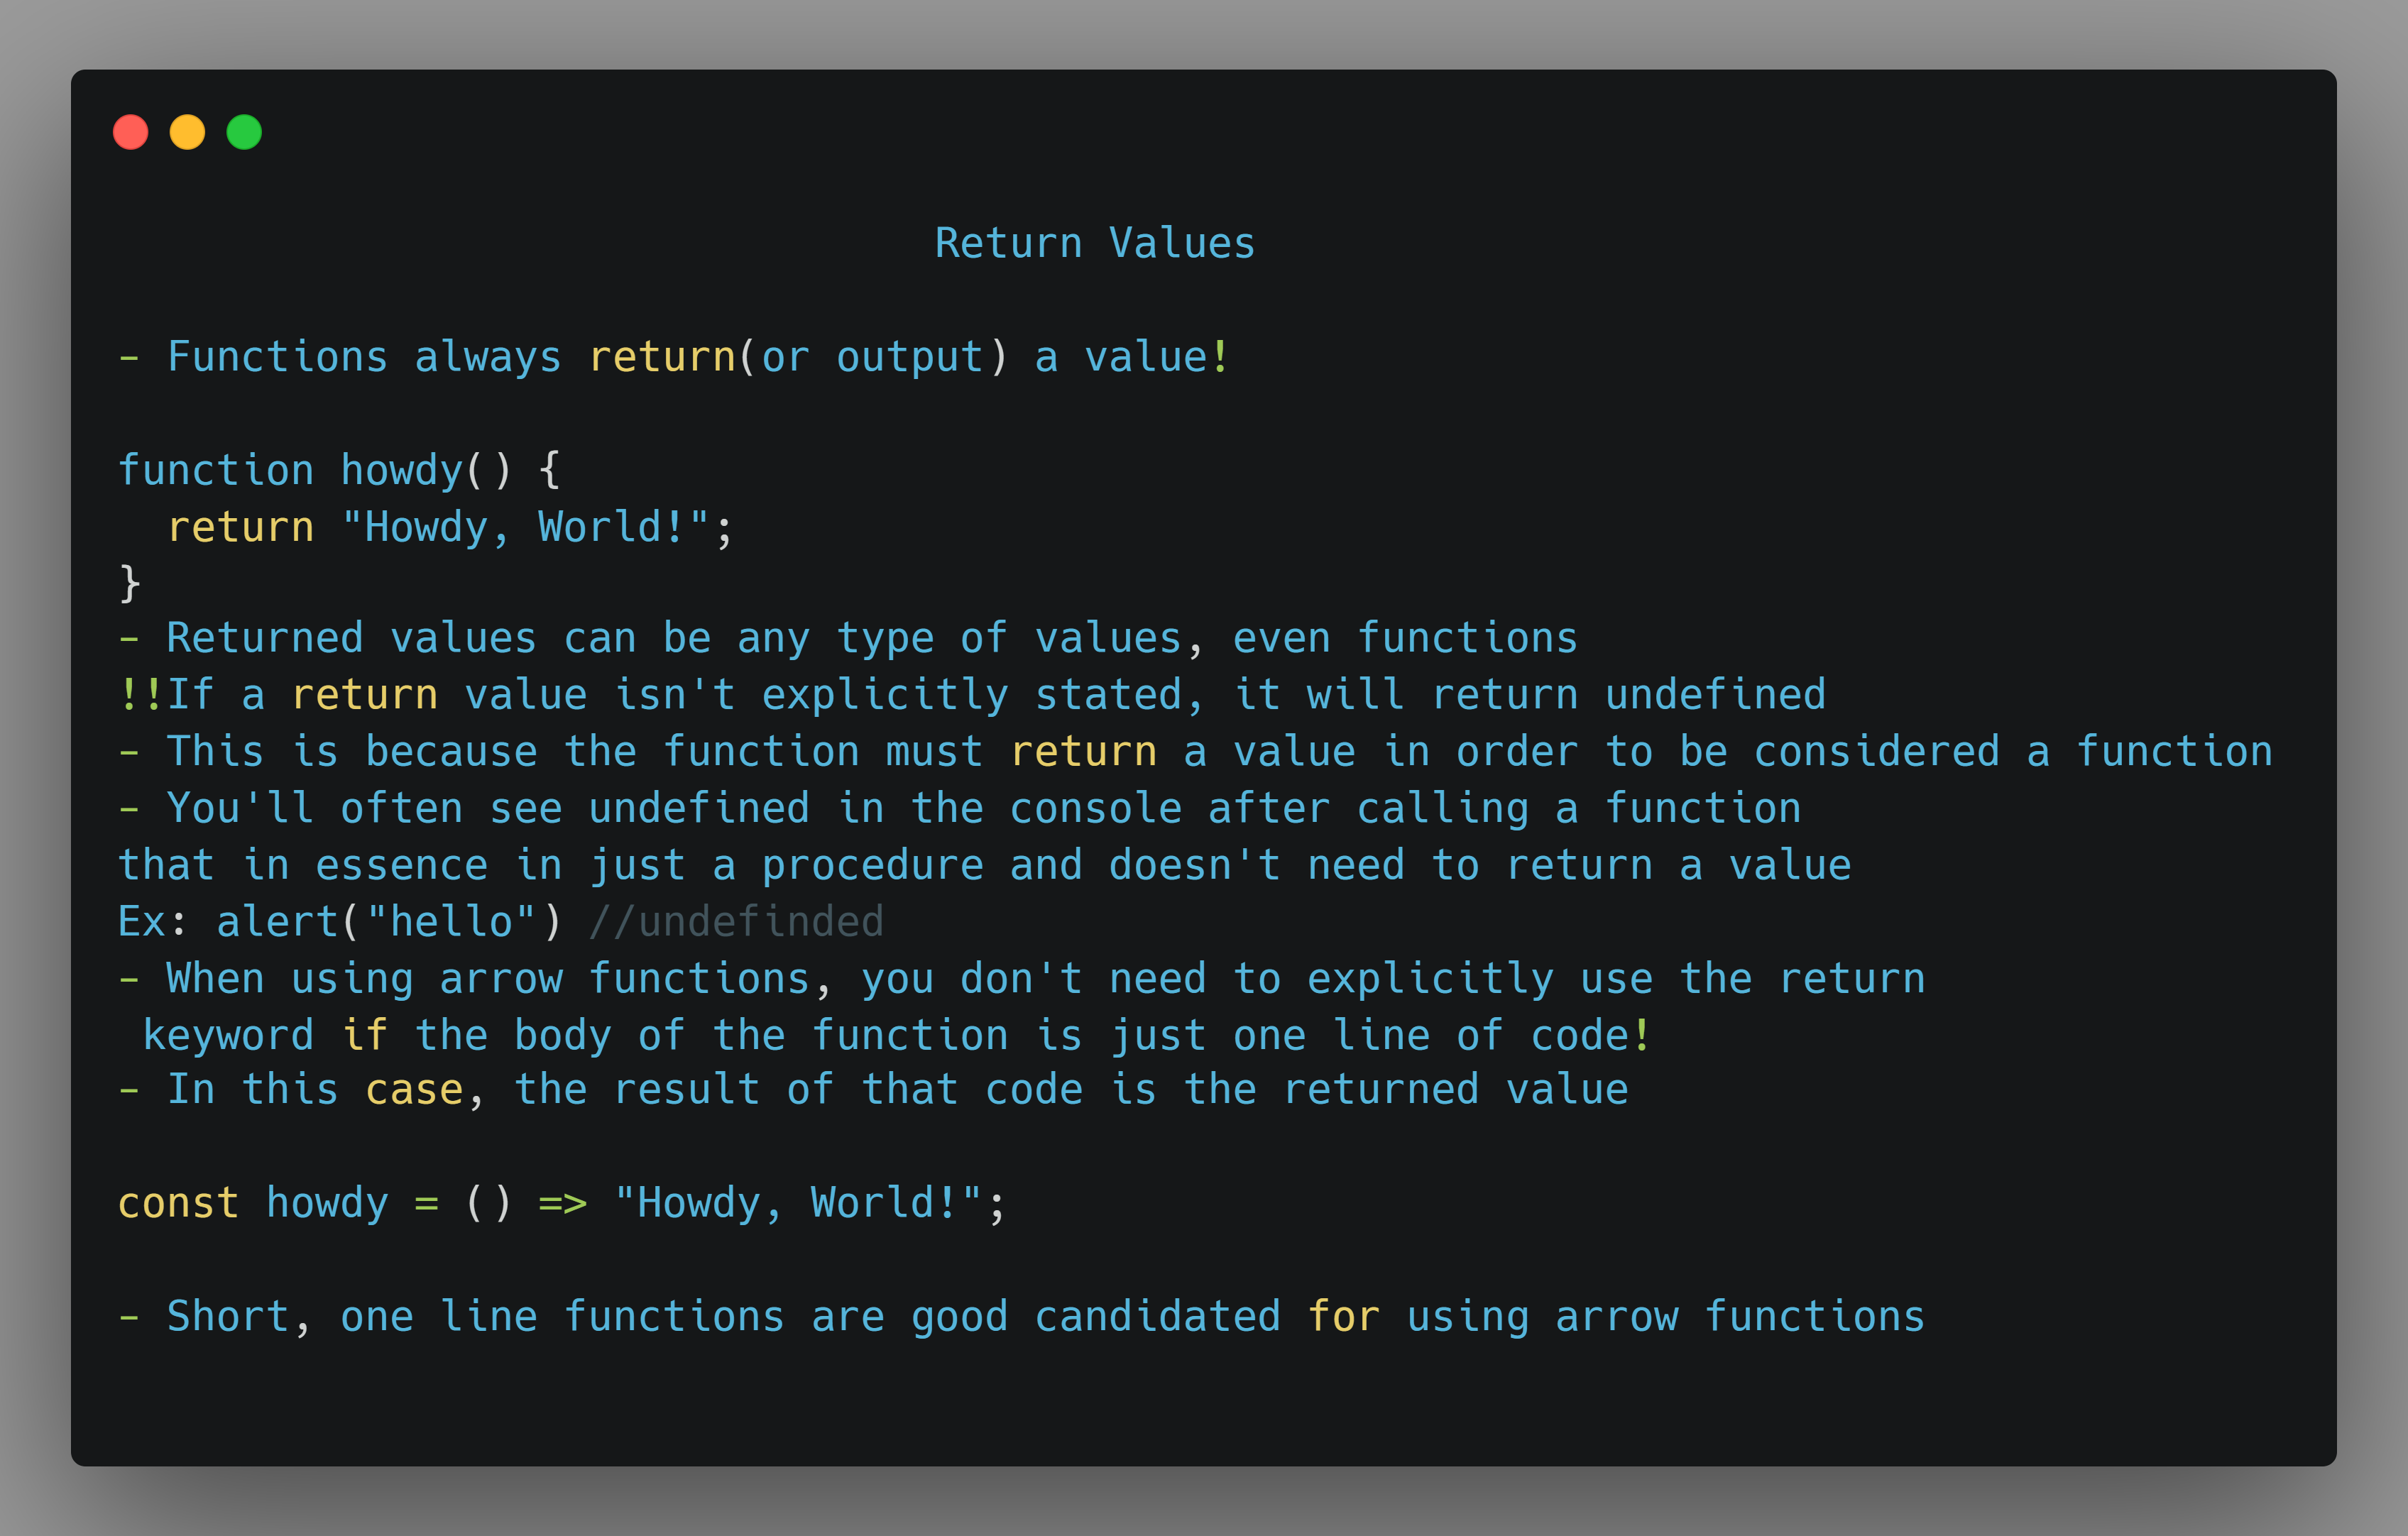 Return Values
- Functions always return(or output) a value!
function howdy() {
  return "Howdy, World!";
}
- Returned values can be any type of values, even functions
!!If a return value isn't explicitly stated, it will return undefined
- This is because the function must return a value in order to be considered a function
- You'll often see undefined in the console after calling a function
that in essence in just a procedure and doesn't need to return a value
Ex: alert("hello") //undefinded
- When using arrow functions, you don't need to explicitly use the return
 keyword if the body of the function is just one line of code!
- In this case, the result of that code is the returned value
const howdy = () => "Howdy, World!";
- Short, one line functions are good candidated for using arrow functions